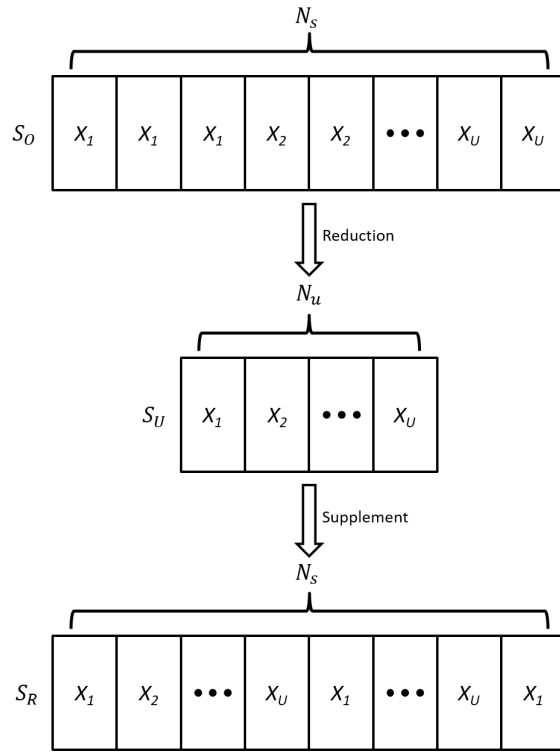 N_s
S_O X_1 X_1 X_1 X_2 X_2 ••• X_U X_U
Reduction
N_u
S_U X_1 X_2 ••• X_U
Supplement
N_s
S_R X_1 X_2 ••• X_U X_1 ••• X_U X_1